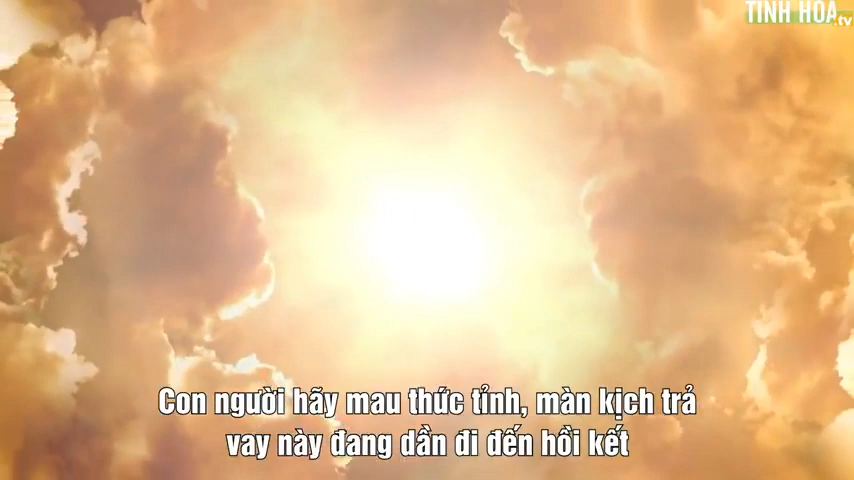 TINH HOA
.tv
Con người hãy mau thức tỉnh, màn kịch trả
vay này đang dần đi đến hồi kết